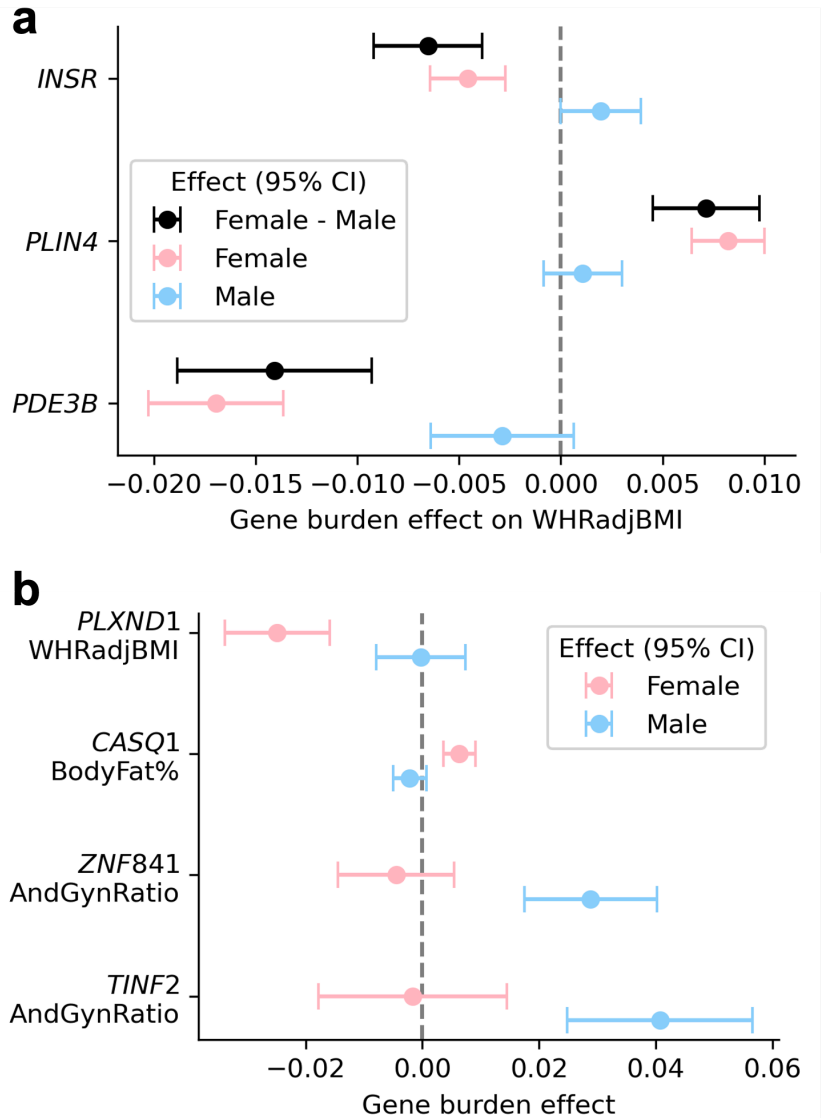 a
INSR
PLIN4
PDE3B
Effect (95% CI)
Female - Male
Female
Male
−0.020 −0.015 −0.010 −0.005 0.000 0.005 0.010
Gene burden effect on WHRadjBMI
b
PLXND1
WHRadjBMI
CASQ1
BodyFat%
ZNF841
AndGynRatio
TINF2
AndGynRatio
Effect (95% CI)
Female
Male
−0.02 0.00 0.02 0.04 0.06
Gene burden effect